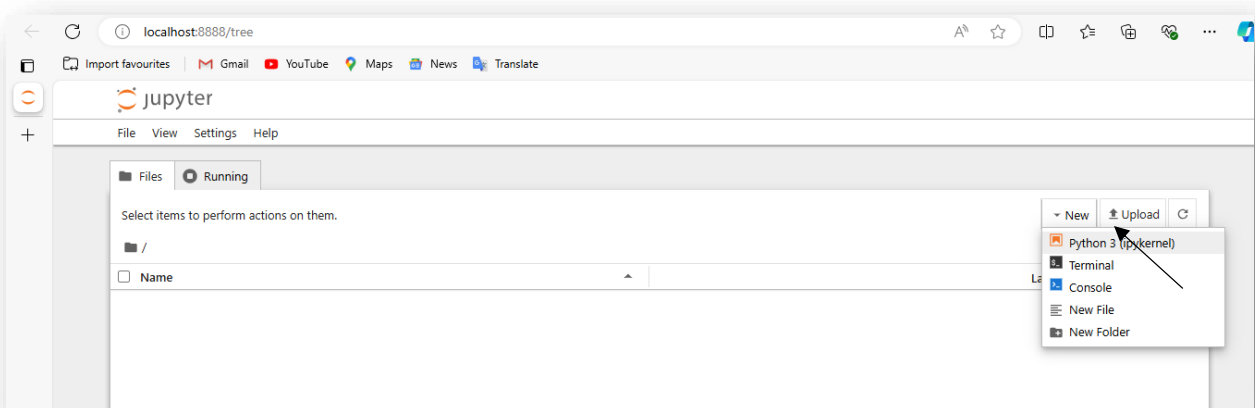 localhost:8888/tree
Import favourites Gmail YouTube Maps News Translate
jupyter
File View Settings Help
Files Running
Select items to perform actions on them.
New Upload
/
Python 3 (ipykernel)
Name
Terminal
Console
New File
New Folder